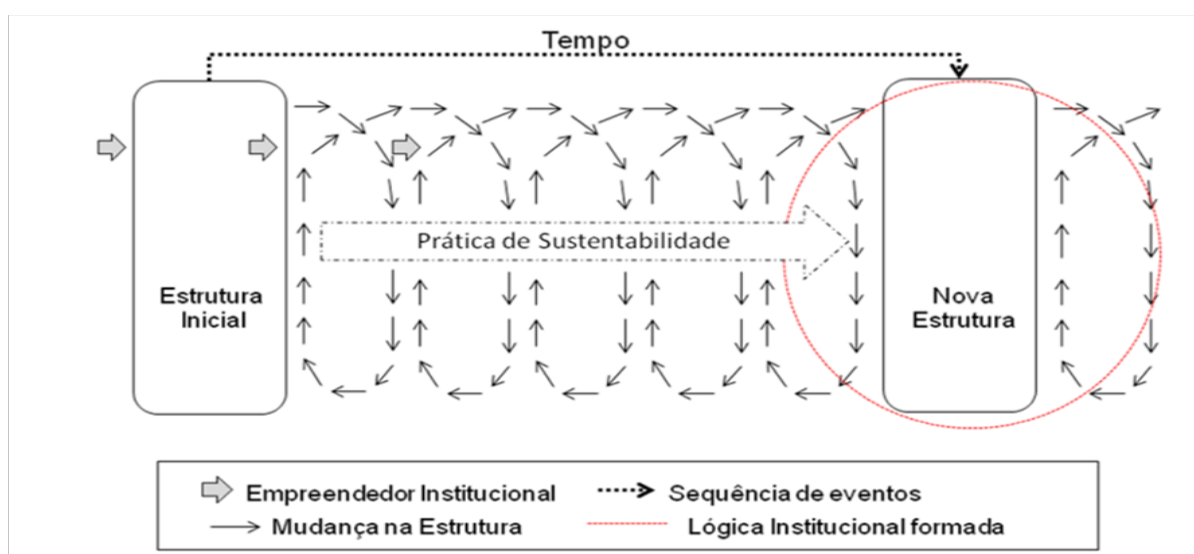 Tempo
Prática de Sustentabilidade
Estrutura
Inicial
Nova
Estrutura
Empreendedor Institucional
Sequência de eventos
Mudança na Estrutura
Lógica Institucional formada